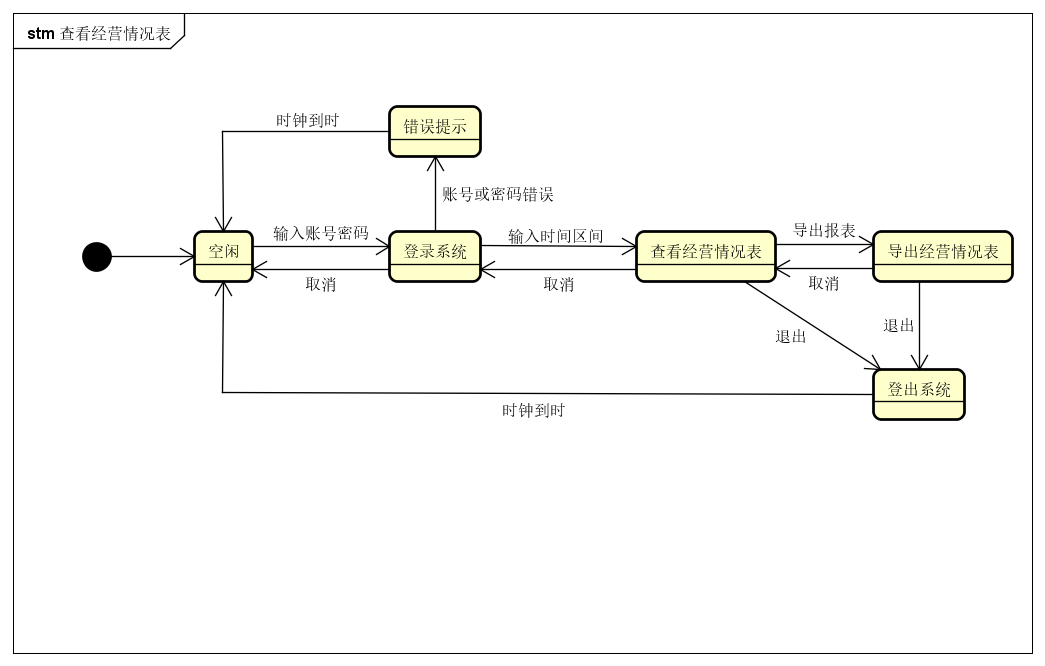 stm 查看经营情况表
时钟到时
错误提示
账号或密码错误
空闲
输入账号密码
取消
登录系统
输入时间区间
取消
查看经营情况表
导出报表
取消
导出经营情况表
退出
退出
登出系统
时钟到时